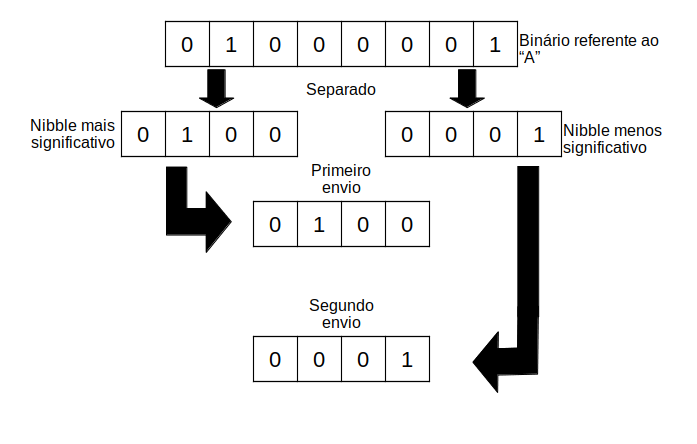 0 1 0 0 0 0 0 1
Binário referente ao
“A”
Separado
Nibble mais
significativo
0 1 0 0
0 0 0 1
Nibble menos
significativo
Primeiro
envio
0 1 0 0
Segundo
envio
0 0 0 1